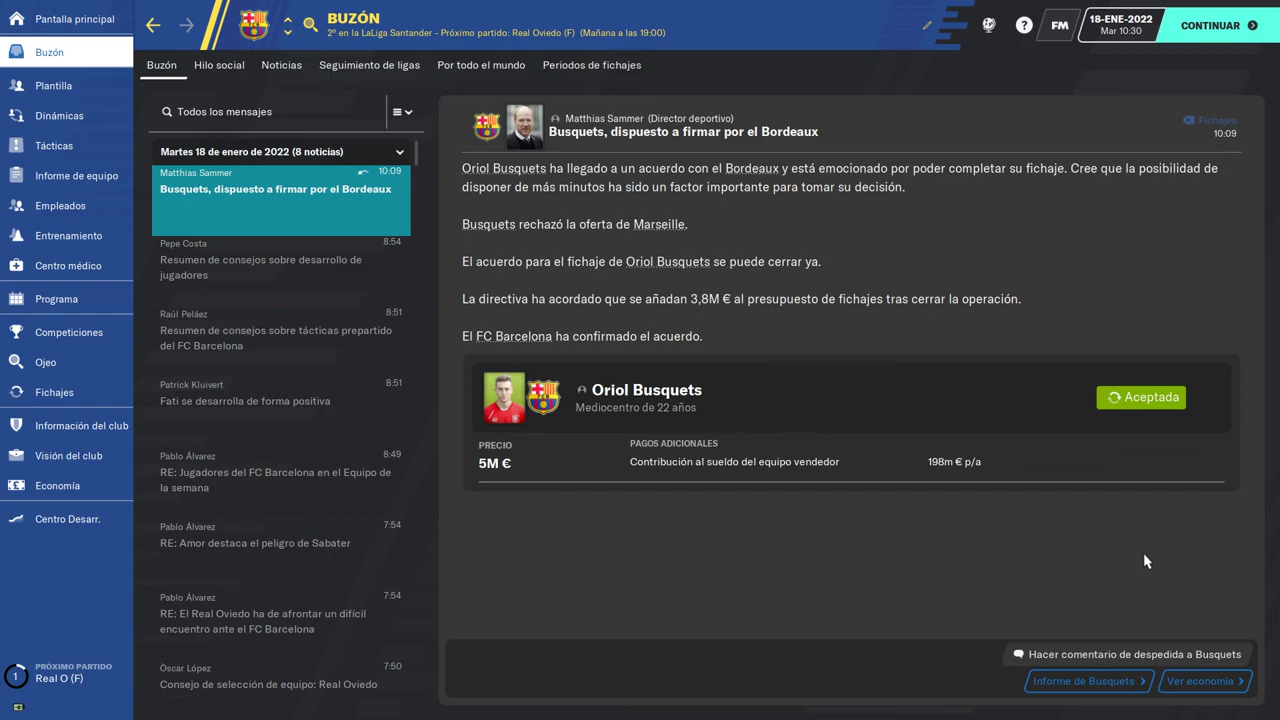 Pantalla principal
Buzón
Plantilla
Dinámicas
Tácticas
Informe de equipo
Empleados
Entrenamiento
Centro médico
Programa
Competiciones
Ojeo
Fichajes
Información del club
Visión del club
Economía
Centro Desarr.
1
PRÓXIMO PARTIDO
Real O (F)
BUZÓN
2º en la LaLiga Santander - Próximo partido: Real Oviedo (F) (Mañana a las 19:00)
?
FM
18-ENE-2022
Mar 10:30
CONTINUAR
Buzón
Hilo social
Noticias
Seguimiento de ligas
Por todo el mundo
Periodos de fichajes
Todos los mensajes
Martes 18 de enero de 2022 (8 noticias)
Matthias Sammer 10:09
Busquets, dispuesto a firmar por el Bordeaux
Pepe Costa 8:54
Resumen de consejos sobre desarrollo de
jugadores
Raúl Peláez 8:51
Resumen de consejos sobre tácticas prepartido
del FC Barcelona
Patrick Kluivert 8:51
Fati se desarrolla de forma positiva
Pablo Álvarez 8:49
RE: Jugadores del FC Barcelona en el Equipo de
la semana
Pablo Álvarez 7:54
RE: Amor destaca el peligro de Sabater
Pablo Álvarez 7:54
RE: El Real Oviedo ha de afrontar un difícil
encuentro ante el FC Barcelona
Òscar López 7:50
Consejo de selección de equipo: Real Oviedo
Matthias Sammer (Director deportivo)
Busquets, dispuesto a firmar por el Bordeaux
Fichajes
10:09
Oriol Busquets ha llegado a un acuerdo con el Bordeaux y está emocionado por poder completar su fichaje. Cree que la posibilidad de
disponer de más minutos ha sido un factor importante para tomar su decisión.
Busquets rechazó la oferta de Marseille.
El acuerdo para el fichaje de Oriol Busquets se puede cerrar ya.
La directiva ha acordado que se añadan 3,8M € al presupuesto de fichajes tras cerrar la operación.
El FC Barcelona ha confirmado el acuerdo.
Oriol Busquets
Mediocentro de 22 años
Aceptada
PRECIO
5M €
PAGOS ADICIONALES
Contribución al sueldo del equipo vendedor 198m € p/a
Hacer comentario de despedida a Busquets
Informe de Busquets
Ver economía